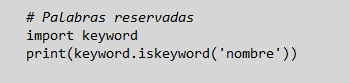 # Palabras reservadas
import keyword
print(keyword.iskeyword('nombre'))